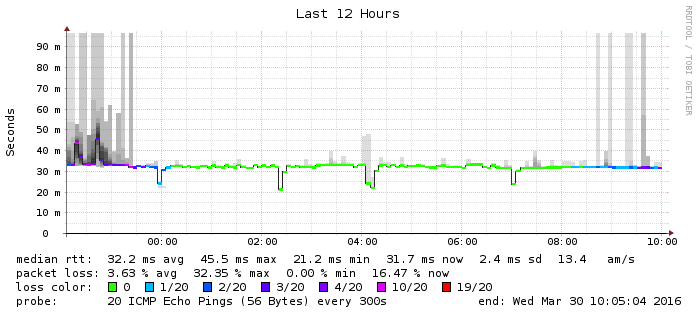 Last 12 Hours
RRDTOOL / TOBI OETIKER
Seconds
90 m
80 m
70 m
60 m
50 m
40 m
30 m
20 m
10 m
0
00:00 02:00 04:00 06:00 08:00 10:00
median rtt: 32.2 ms avg 45.5 ms max 21.2 ms min 31.7 ms now 2.4 ms sd 13.4 am/s
packet loss: 3.63 % avg 32.35 % max 0.00 % min 16.47 % now
loss color: 0 1/20 2/20 3/20 4/20 10/20 19/20
probe: 20 ICMP Echo Pings (56 Bytes) every 300s end: Wed Mar 30 10:05:04 2016